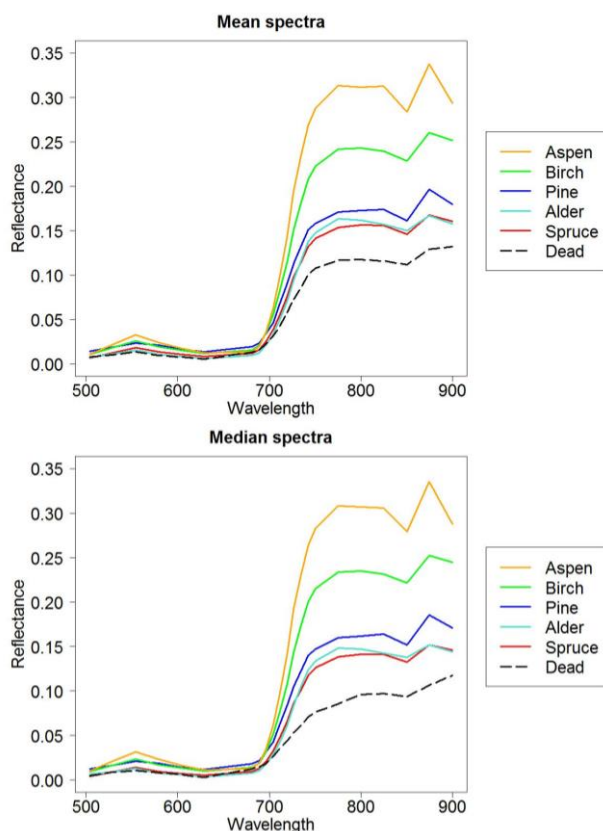 Mean spectra
0.35
0.30
0.25
0.20
0.15
0.10
0.05
0.00
Reflectance
500 600 700 800 900
Wavelength
Aspen
Birch
Pine
Alder
Spruce
Dead
Median spectra
0.35
0.30
0.25
0.20
0.15
0.10
0.05
0.00
Reflectance
500 600 700 800 900
Wavelength
Aspen
Birch
Pine
Alder
Spruce
Dead